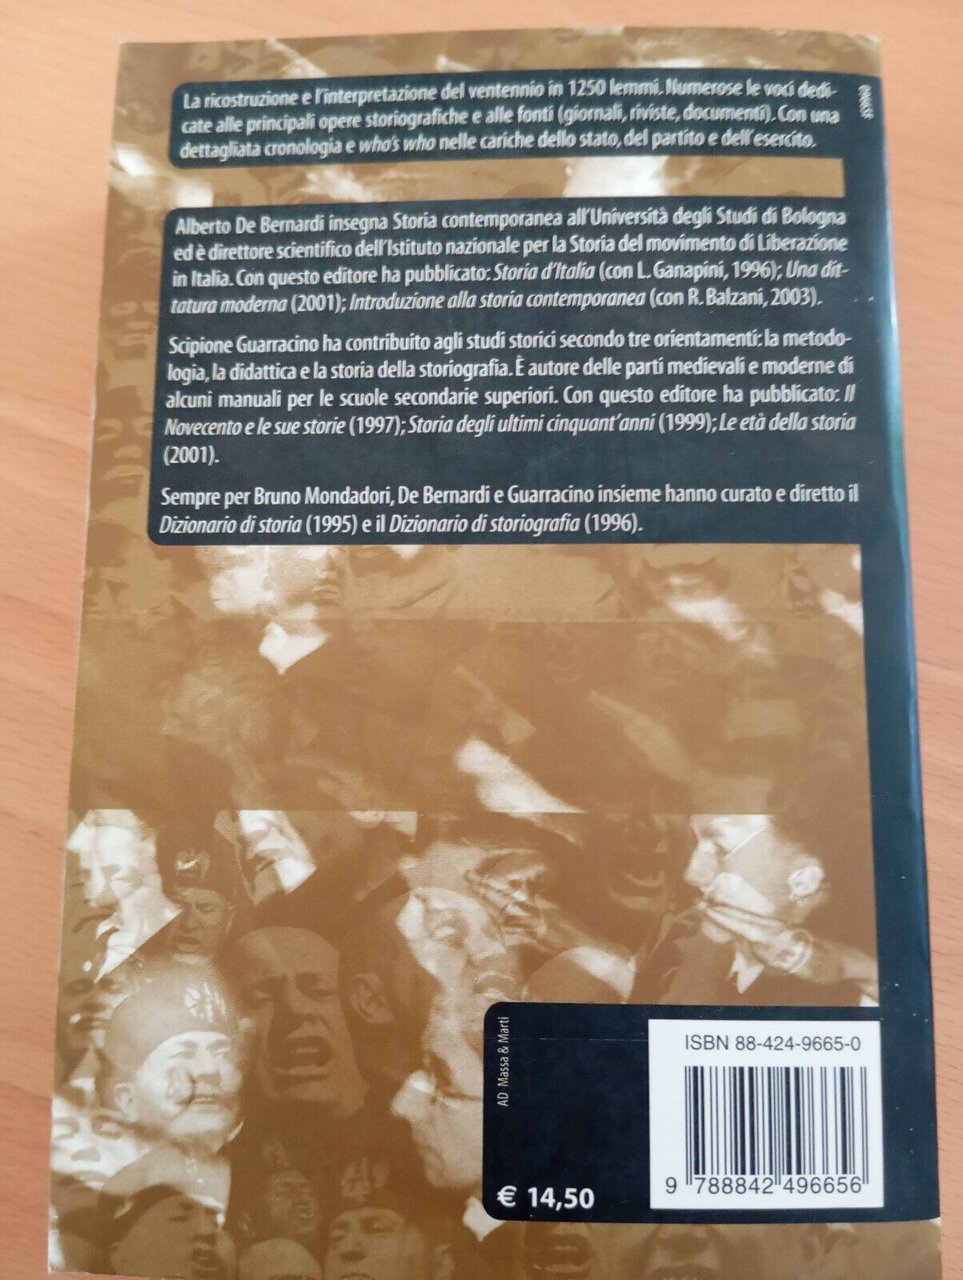 La ricostruzione e l'interpretazione del ventennio in 1250 lemmi. Numerose le voci dedi-
cate alle principali opere storiografiche e alle fonti (giornali, riviste, documenti). Con una
dettagliata cronologia e who's who nelle cariche dello stato, del partito e dell'esercito.
Alberto De Bernardi insegna Storia contemporanea all'Università degli Studi di Bologna
ed è direttore scientifico dell'Istituto nazionale per la Storia del movimento di Liberazione
in Italia. Con questo editore ha pubblicato: Storia d'Italia (con L. Ganapini, 1996); Una dit-
tatura moderna (2001); Introduzione alla storia contemporanea (con R. Balzani, 2003).
Scipione Guarracino ha contribuito agli studi storici secondo tre orientamenti: la metodo-
logia, la didattica e la storia della storiografia. È autore delle parti medievali e moderne di
alcuni manuali per le scuole secondarie superiori. Con questo editore ha pubblicato: Il
Novecento e le sue storie (1997); Storia degli ultimi cinquant'anni (1999); Le età della storia
(2001).
Sempre per Bruno Mondadori, De Bernardi e Guarracino insieme hanno curato e diretto il
Dizionario di storia (1995) e il Dizionario di storiografia (1996).
AD Massa & Marti
€ 14,50
ISBN 88-424-9665-0
9 788842 496656